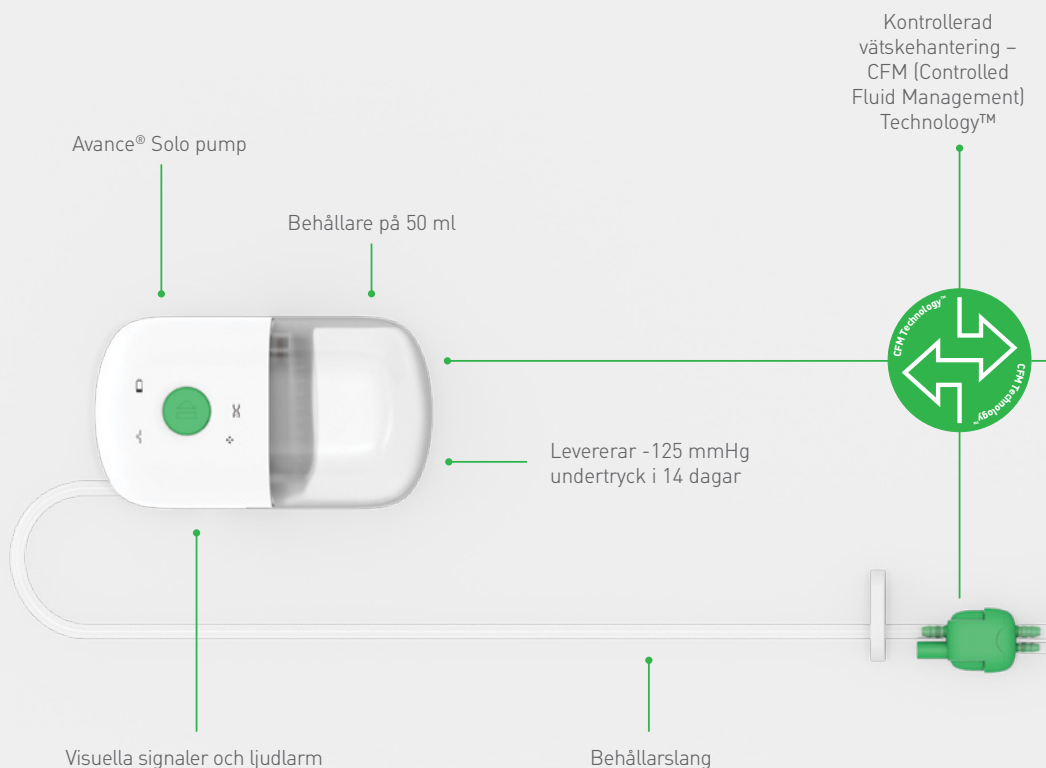 Kontrollerad
vätskehantering –
CFM (Controlled
Fluid Management)
Technology™
Avance® Solo pump
Behållare på 50 ml
CFM Technology™
CFM Technology™
Levererar -125 mmHg
undertryck i 14 dagar
Visuella signaler och ljudlarm
Behållarslang